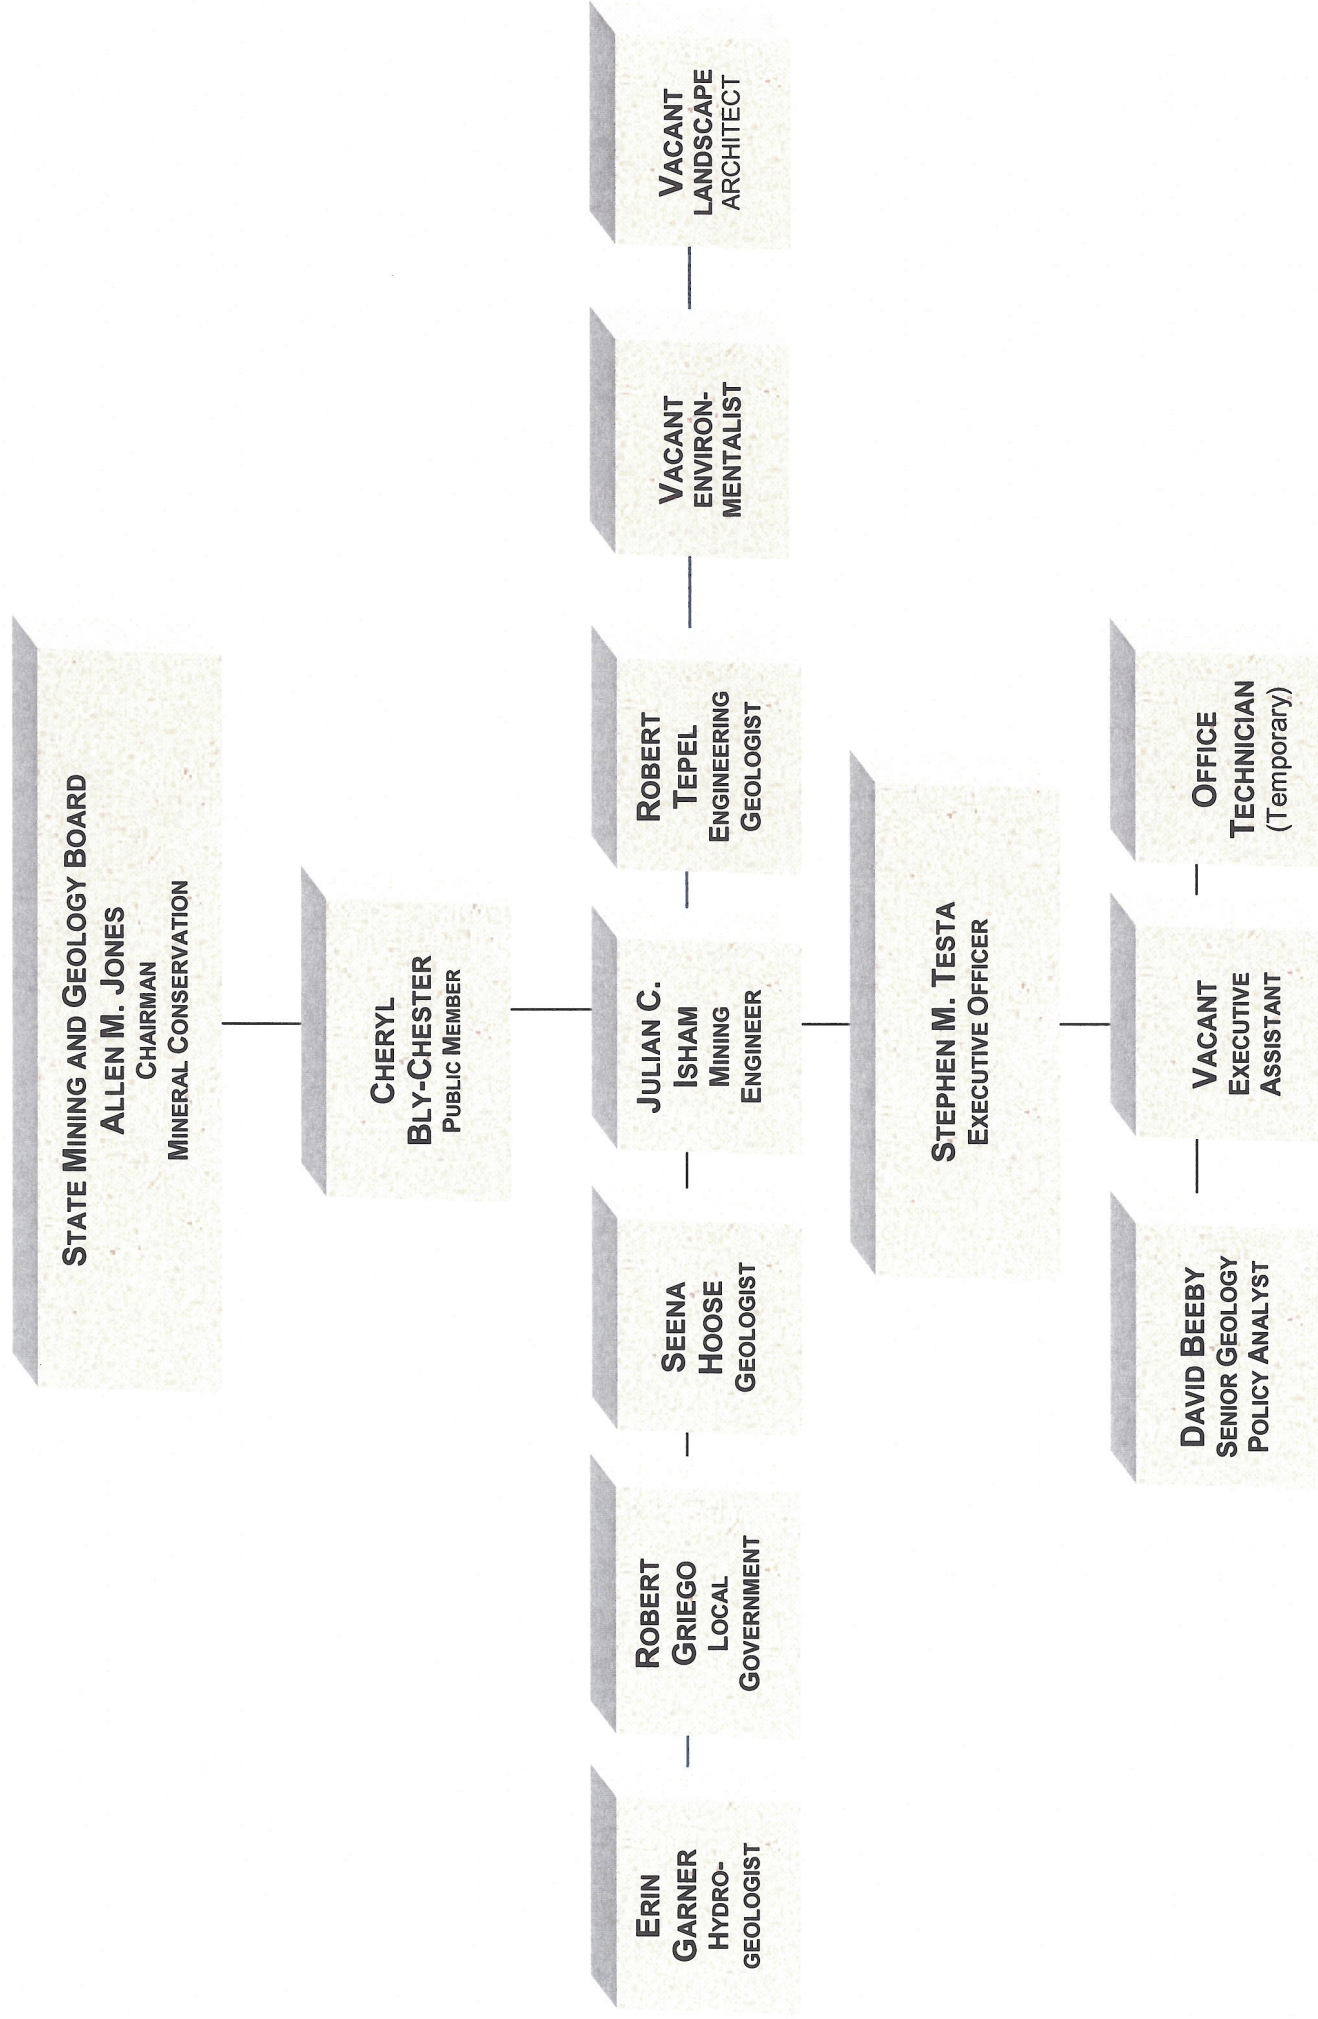 STATE MINING AND GEOLOGY BOARD
ALLEN M. JONES
CHAIRMAN
MINERAL CONSERVATION
CHERYL
BLY-CHESTER
PUBLIC MEMBER
ERIN
GARNER
HYDRO-
GEOLOGIST
ROBERT
GRIEGO
LOCAL
GOVERNMENT
SEENA
HOOSE
GEOLOGIST
JULIAN C.
ISHAM
MINING
ENGINEER
ROBERT
TEPEL
ENGINEERING
GEOLOGIST
VACANT
ENVIRON-
MENTALIST
VACANT
LANDSCAPE
ARCHITECT
STEPHEN M. TESTA
EXECUTIVE OFFICER
DAVID BEEBY
SENIOR GEOLOGY
POLICY ANALYST
VACANT
EXECUTIVE
ASSISTANT
OFFICE
TECHNICIAN
(Temporary)